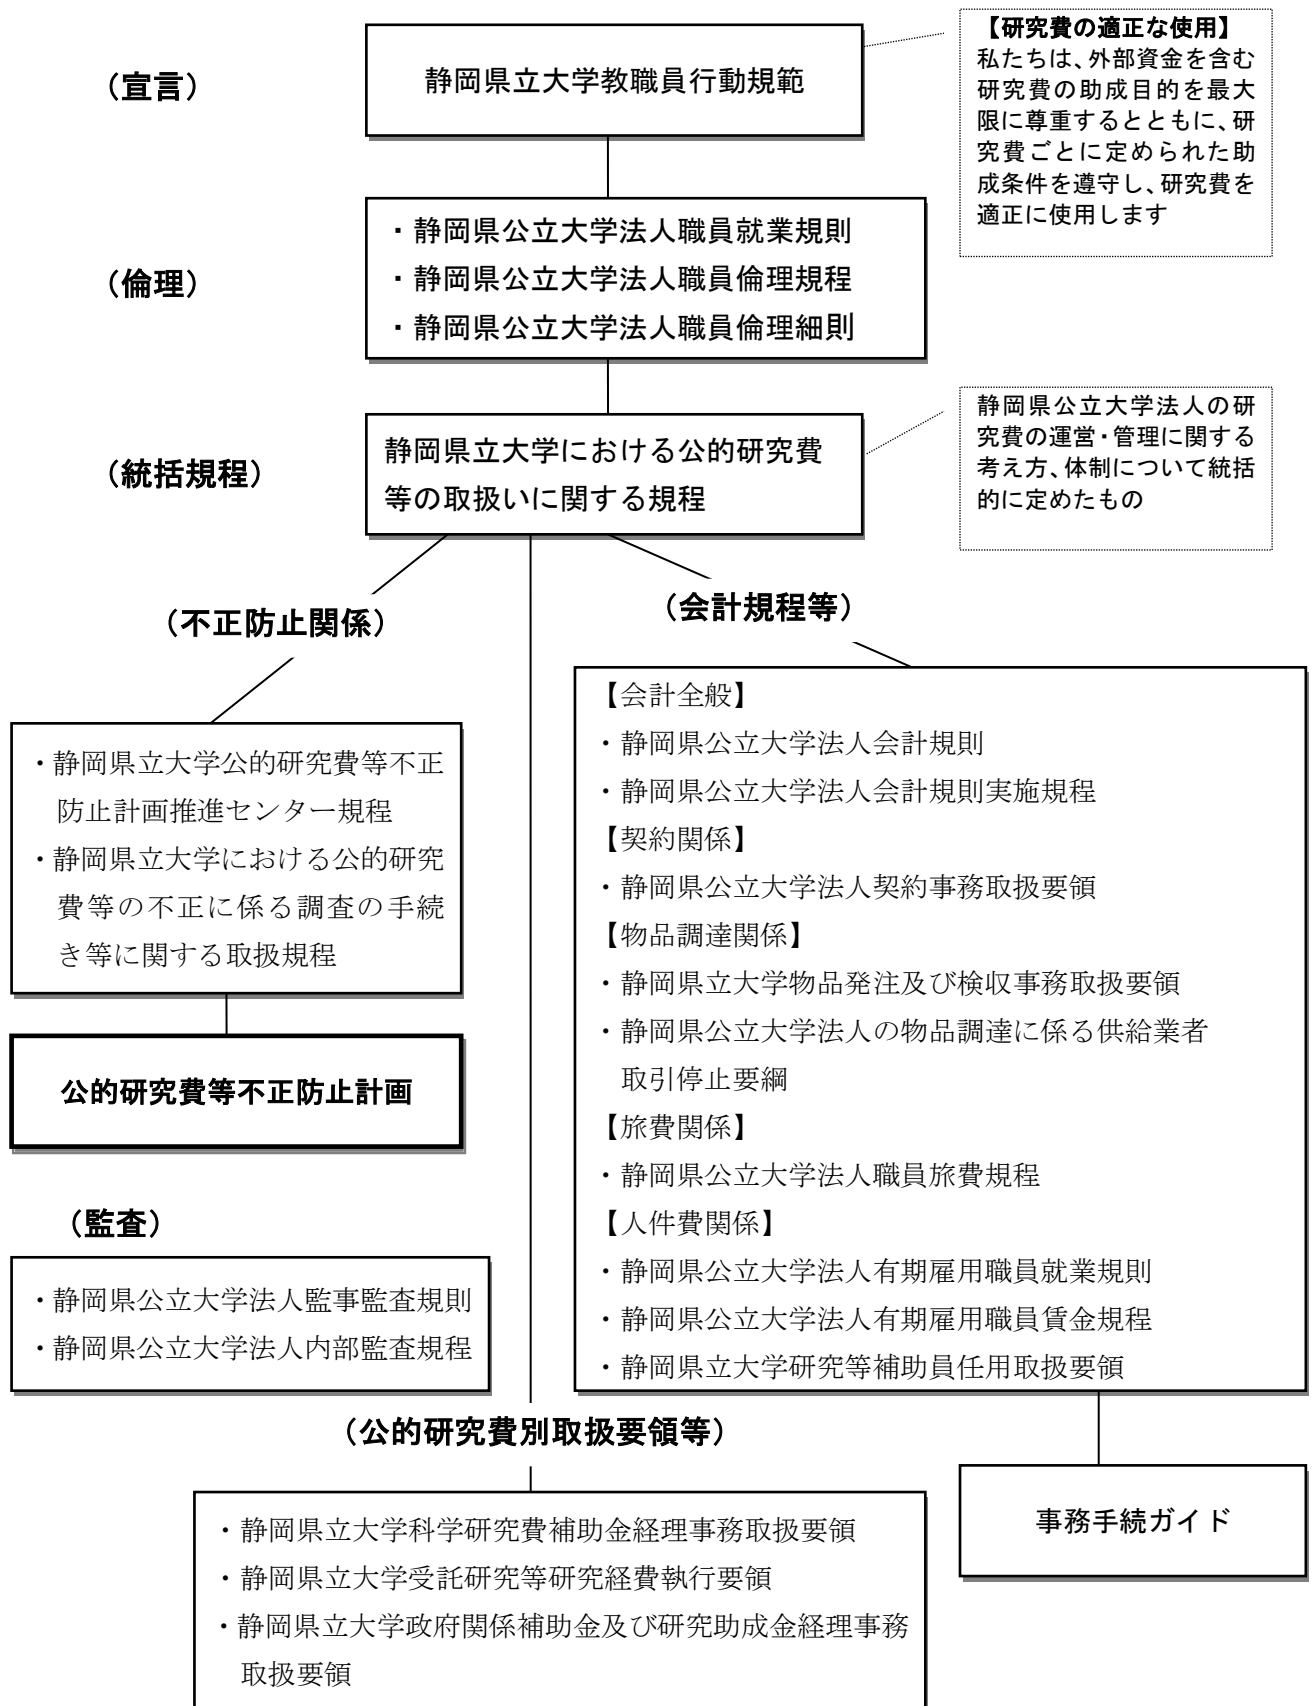 （宣言）
静岡県立大学教職員行動規範
【研究費の適正な使用】
私たちは、外部資金を含む
研究費の助成目的を最大
限に尊重するとともに、研
究費ごとに定められた助
成条件を遵守し、研究費を
適正に使用します
（倫理）
・静岡県公立大学法人職員就業規則
・静岡県公立大学法人職員倫理規程
・静岡県公立大学法人職員倫理細則
（統括規程）
静岡県立大学における公的研究費
等の取扱いに関する規程
静岡県公立大学法人の研
究費の運営・管理に関する
考え方、体制について統括
的に定めたもの
（不正防止関係）
・静岡県立大学公的研究費等不正
防止計画推進センター規程
・静岡県立大学における公的研究
費等の不正に係る調査の手続
き等に関する取扱規程
公的研究費等不正防止計画
（監査）
・静岡県公立大学法人監事監査規則
・静岡県公立大学法人内部監査規程
（会計規程等）
【会計全般】
・静岡県公立大学法人会計規則
・静岡県公立大学法人会計規則実施規程
【契約関係】
・静岡県公立大学法人契約事務取扱要領
【物品調達関係】
・静岡県立大学物品発注及び検収事務取扱要領
・静岡県公立大学法人の物品調達に係る供給業者
取引停止要綱
【旅費関係】
・静岡県公立大学法人職員旅費規程
【人件費関係】
・静岡県公立大学法人有期雇用職員就業規則
・静岡県公立大学法人有期雇用職員賃金規程
・静岡県立大学研究等補助員任用取扱要領
事務手続ガイド
（公的研究費別取扱要領等）
・静岡県立大学科学研究費補助金経理事務取扱要領
・静岡県立大学受託研究等研究経費執行要領
・静岡県立大学政府関係補助金及び研究助成金経理事務
取扱要領